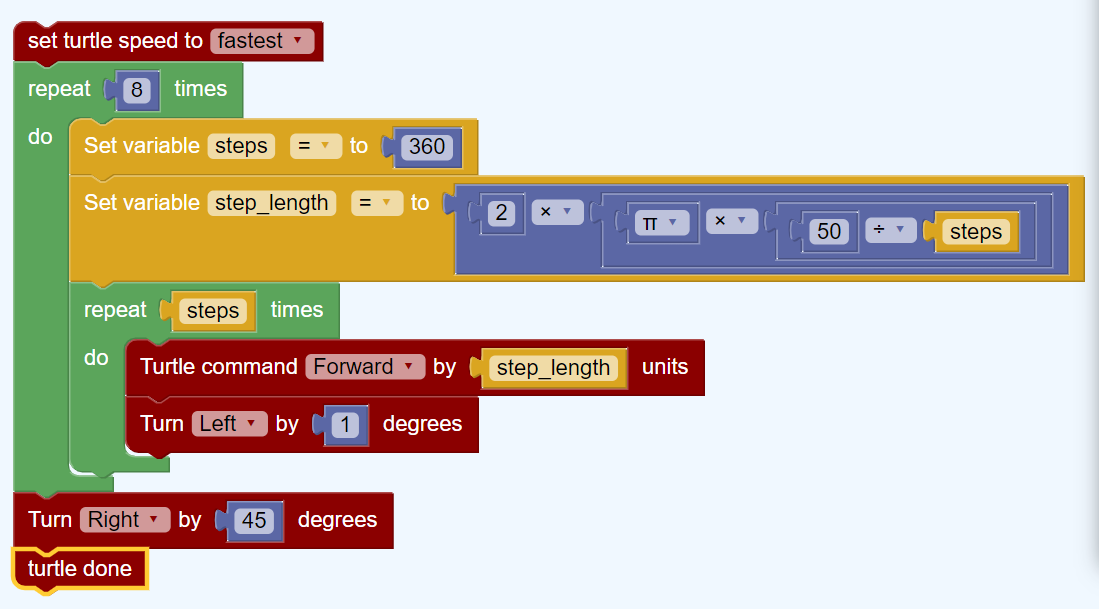 set turtle speed to fastest
repeat 8 times
do
Set variable steps = to 360
Set variable step_length = to 2 × π × 50 ÷ steps
repeat steps times
do
Turtle command Forward by step_length units
Turn Left by 1 degrees
Turn Right by 45 degrees
turtle done